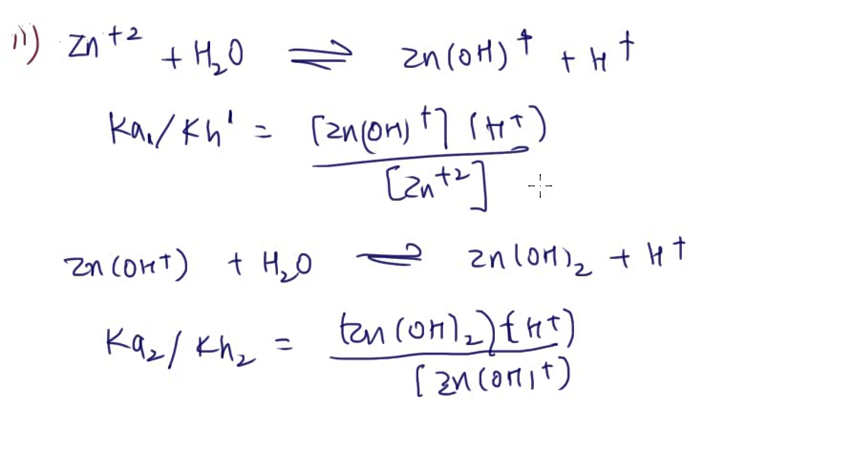 ii) Zn⁺² + H₂O ⇌ Zn(OH)⁺ + H⁺
Ka₁/Kh' = [Zn(OH)⁺] (H⁺)
[Zn⁺²]
Zn(OH⁺) + H₂O ⇌ Zn(OH)₂ + H⁺
Ka₂/Kh₂ = [Zn(OH)₂) [H⁺)
[Zn(OH)⁺)